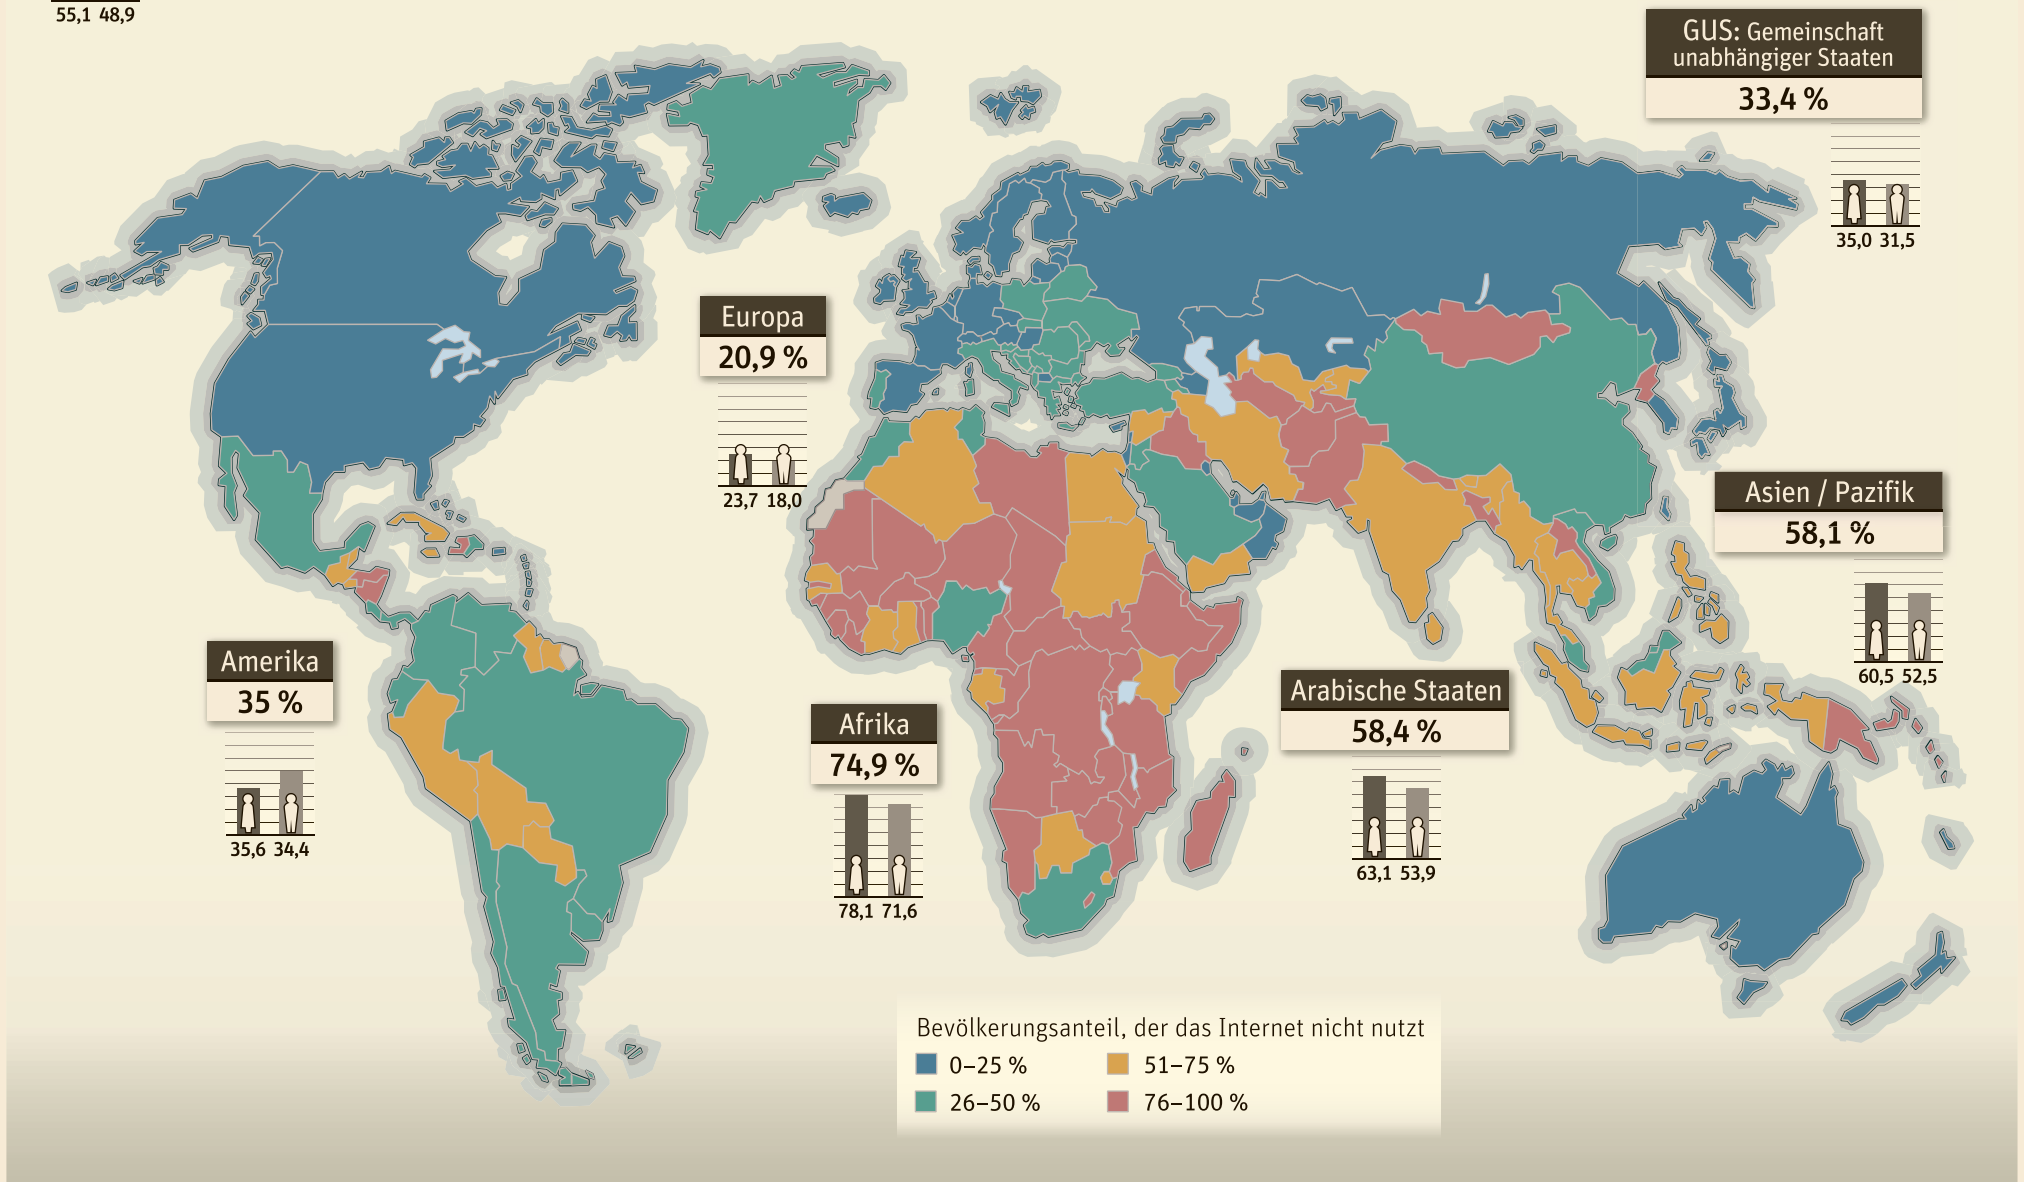 55,1 48,9
GUS: Gemeinschaft
unabhängiger Staaten
33,4 %
35,0 31,5
Europa
20,9 %
23,7 18,0
Asien / Pazifik
58,1 %
60,5 52,5
Amerika
35 %
35,6 34,4
Afrika
74,9 %
78,1 71,6
Arabische Staaten
58,4 %
63,1 53,9
Bevölkerungsanteil, der das Internet nicht nutzt
0–25 %
51–75 %
26–50 %
76–100 %